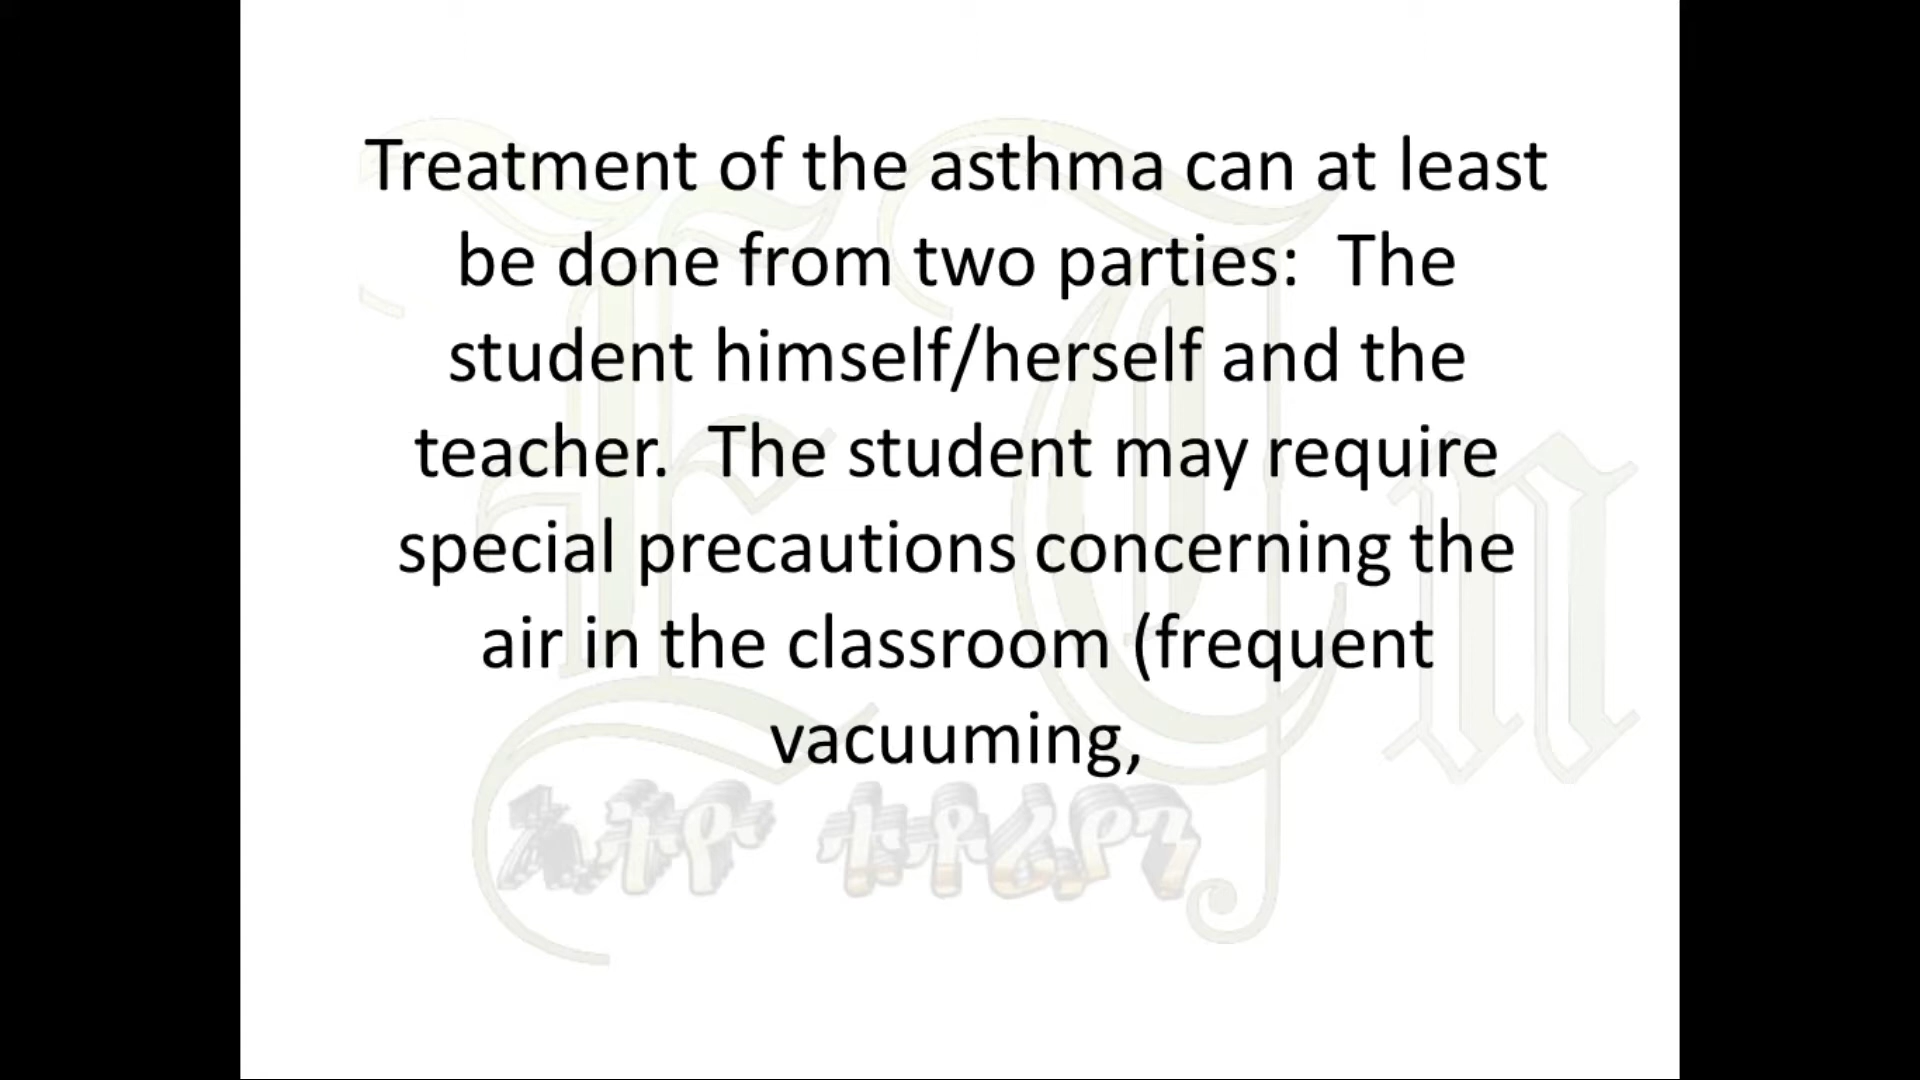 Treatment of the asthma can at least
be done from two parties:  The
student himself/herself and the
teacher.  The student may require
special precautions concerning the
air in the classroom (frequent
vacuuming,